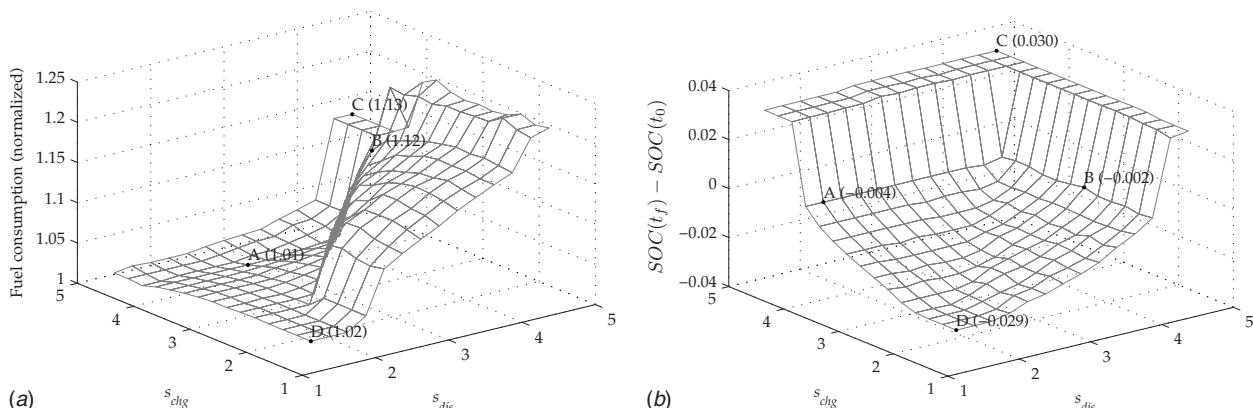 Fuel consumption (normalized)
1.25
1.2
1.15
1.1
1.05
1
5
4
3
2
1
1
2
3
4
5
C (1.13)
B (1.12)
A (1.01)
D (1.02)
s_chg
s_dis
(a)
SOC(t_f) − SOC(t_0)
0.04
0.02
0
−0.02
−0.04
5
4
3
2
1
1
2
3
4
5
C (0.030)
A (−0.004)
B (−0.002)
D (−0.029)
s_chg
s_dis
(b)